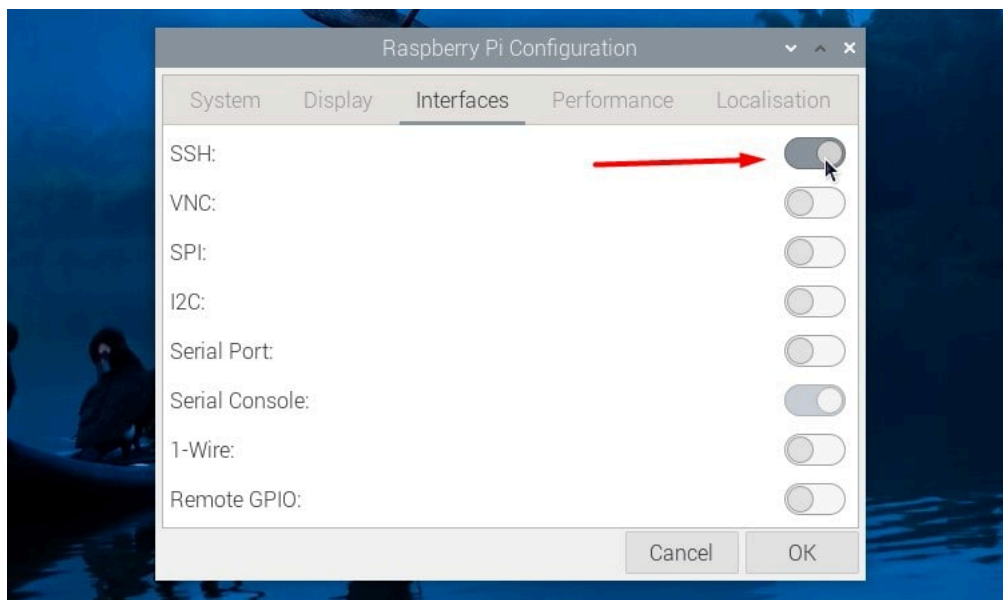 Raspberry Pi Configuration
System Display Interfaces Performance Localisation
SSH:
VNC:
SPI:
I2C:
Serial Port:
Serial Console:
1-Wire:
Remote GPIO:
Cancel OK